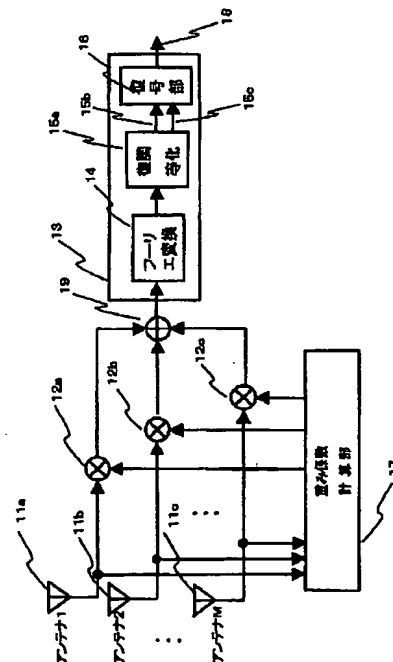 11a
アンテナ1
11b
アンテナ2
11c
アンテナM
12a
12b
12c
19
13
14
フーリ
エ変換
15a
復調
等化
15b
15c
16
復号
部
18
重み係数
計算部
17